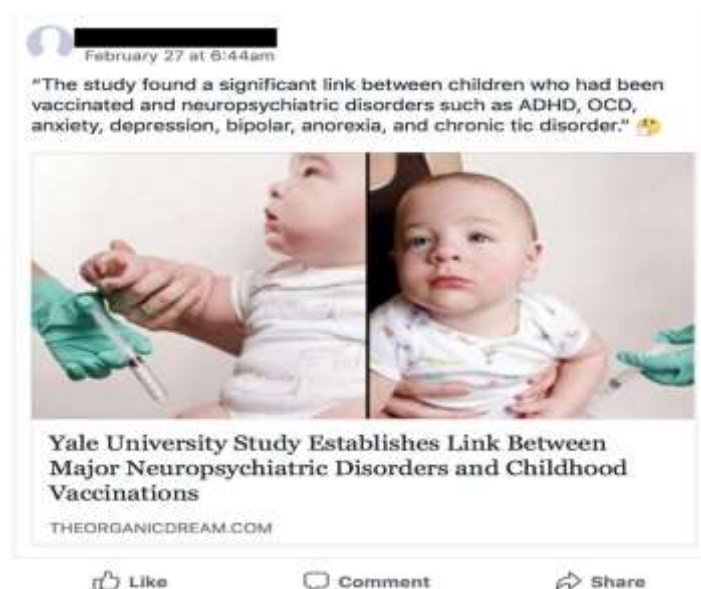 February 27 at 6:44am
"The study found a significant link between children who had been
vaccinated and neuropsychiatric disorders such as ADHD, OCD,
anxiety, depression, bipolar, anorexia, and chronic tic disorder."
Yale University Study Establishes Link Between
Major Neuropsychiatric Disorders and Childhood
Vaccinations
THEORGANICDREAM.COM
Like Comment Share